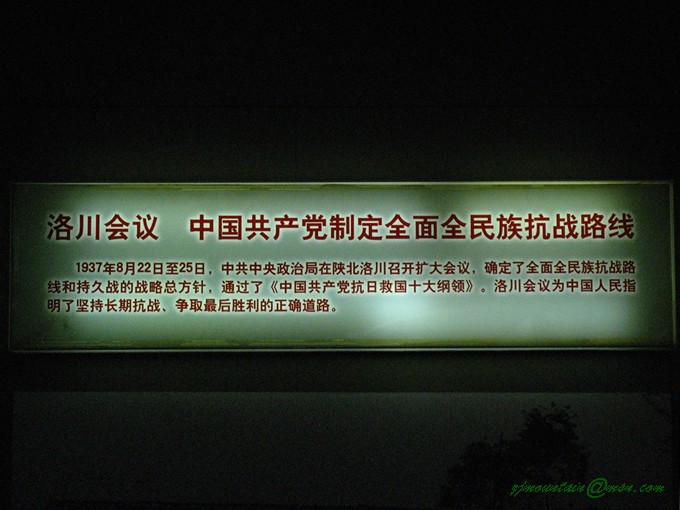 洛川会议 中国共产党制定全面全民族抗战路线
1937年8月22日至25日，中共中央政治局在陕北洛川召开扩大会议，确定了全面全民族抗战路
线和持久战的战略总方针，通过了《中国共产党抗日救国十大纲领》。洛川会议为中国人民指
明了坚持长期抗战、争取最后胜利的正确道路。
yjmountain@msn.com